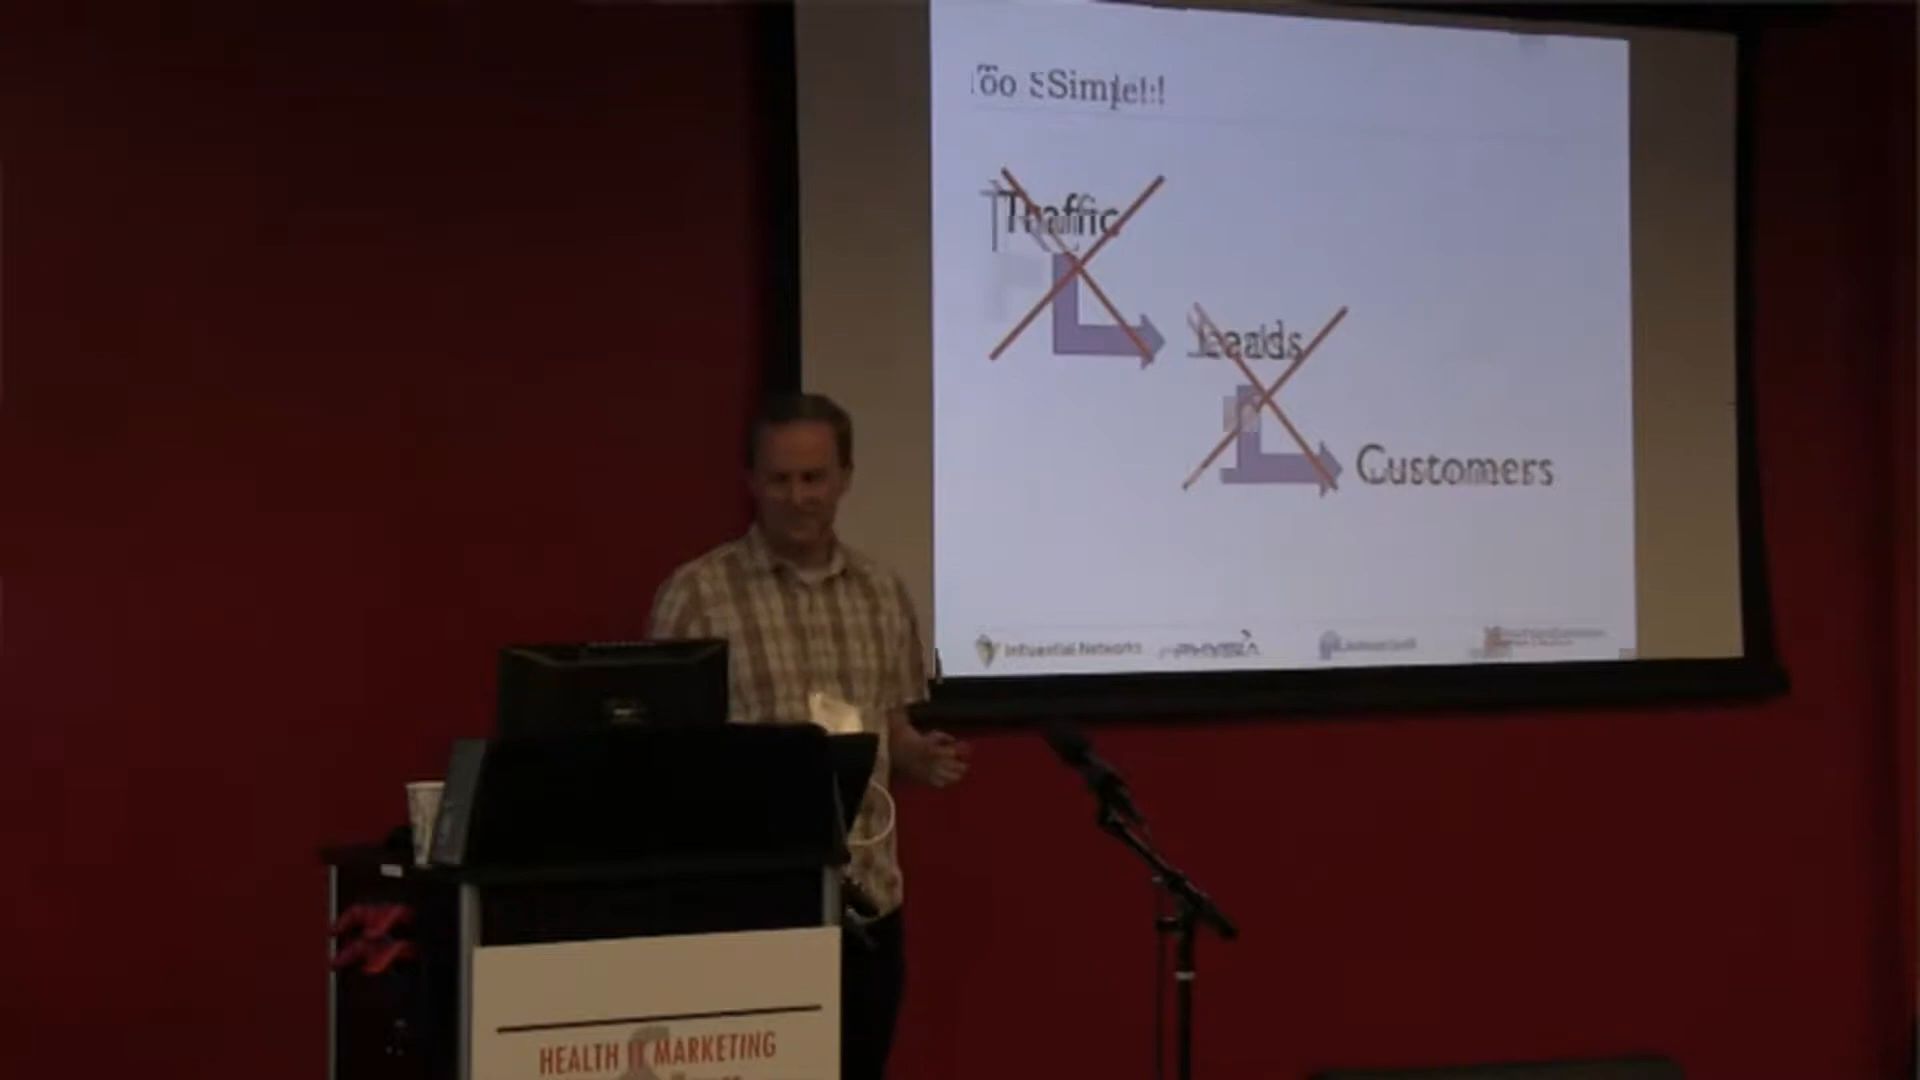 Too Simple!
Traffic
Leads
Customers
Influential Networks
HEALTH IT MARKETING